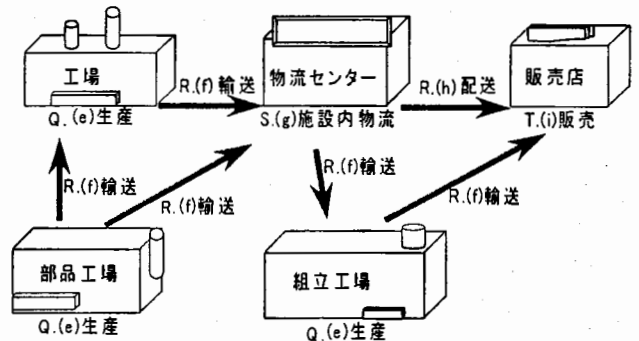 工場
Q.(e)生産
R.(f)輸送
物流センター
S.(g)施設内物流
R.(h)配送
販売店
T.(i)販売
R.(f)輸送
R.(f)輸送
R.(f)輸送
R.(f)輸送
部品工場
Q.(e)生産
組立工場
Q.(e)生産